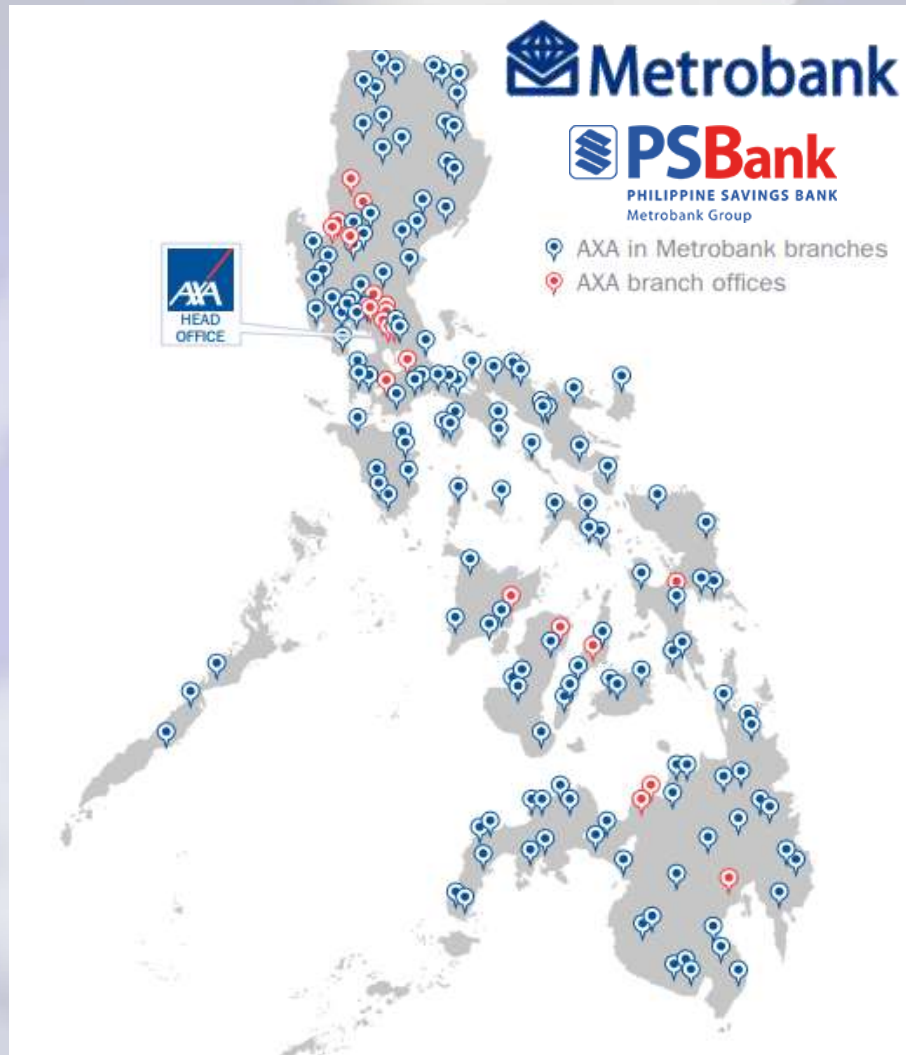 Metrobank
PSBank
PHILIPPINE SAVINGS BANK
Metrobank Group
AXA in Metrobank branches
AXA branch offices
AXA
HEAD
OFFICE